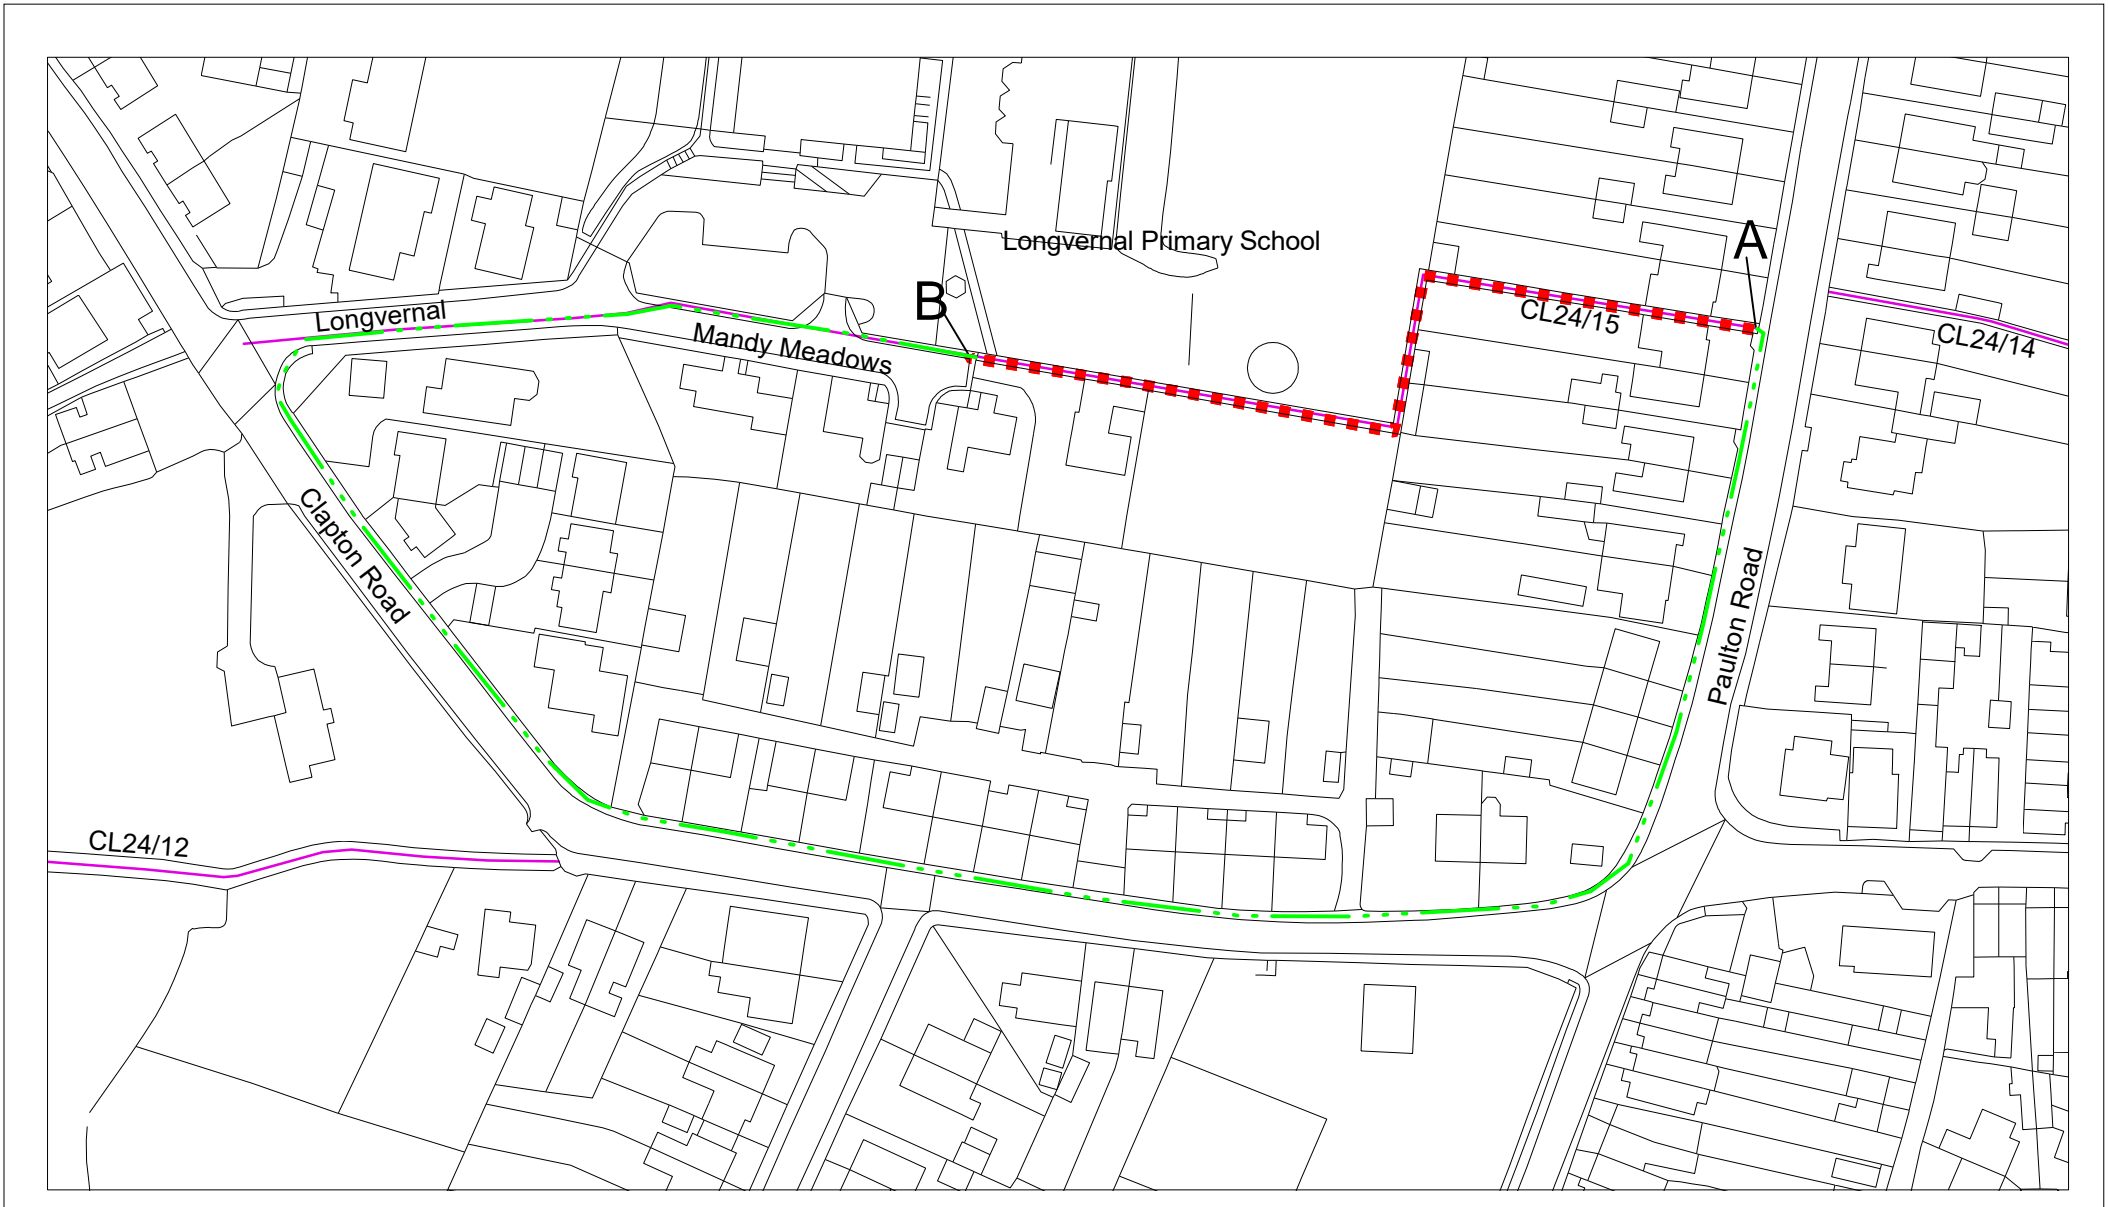 Longvernal Primary School
A
B
CL24/15
Longvernal
Mandy Meadows
CL24/14
Clapton Road
Paulton Road
CL24/12